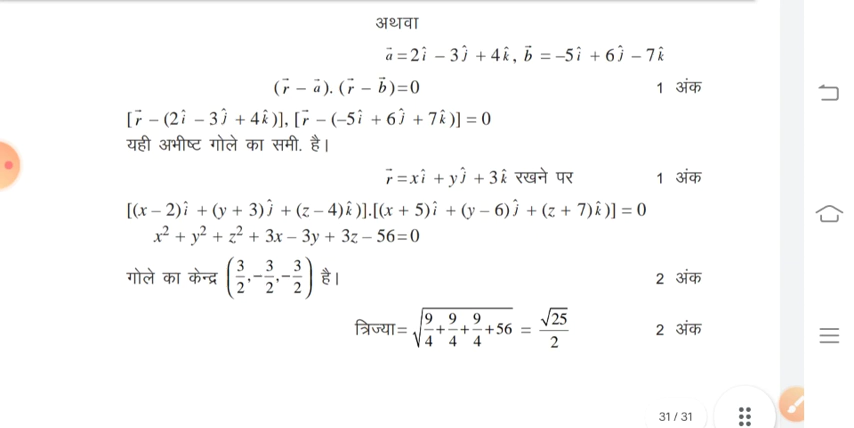 अथवा
a⃗ = 2î − 3ĵ + 4k̂, b⃗ = −5î + 6ĵ − 7k̂
(r⃗ − a⃗). (r⃗ − b⃗)=0 1 अंक
[r⃗ − (2î − 3ĵ + 4k̂)], [r⃗ − (−5î + 6ĵ + 7k̂)] = 0
यही अभीष्ट गोले का समी. है।
r⃗ = xî + yĵ + 3k̂ रखने पर 1 अंक
[(x − 2)î + (y + 3)ĵ + (z − 4)k̂)].[(x + 5)î + (y − 6)ĵ + (z + 7)k̂)] = 0
x² + y² + z² + 3x − 3y + 3z − 56=0
गोले का केन्द्र (3/2, −3/2, −3/2) है। 2 अंक
त्रिज्या= √(9/4 + 9/4 + 9/4 + 56) = √25/2 2 अंक
31 / 31